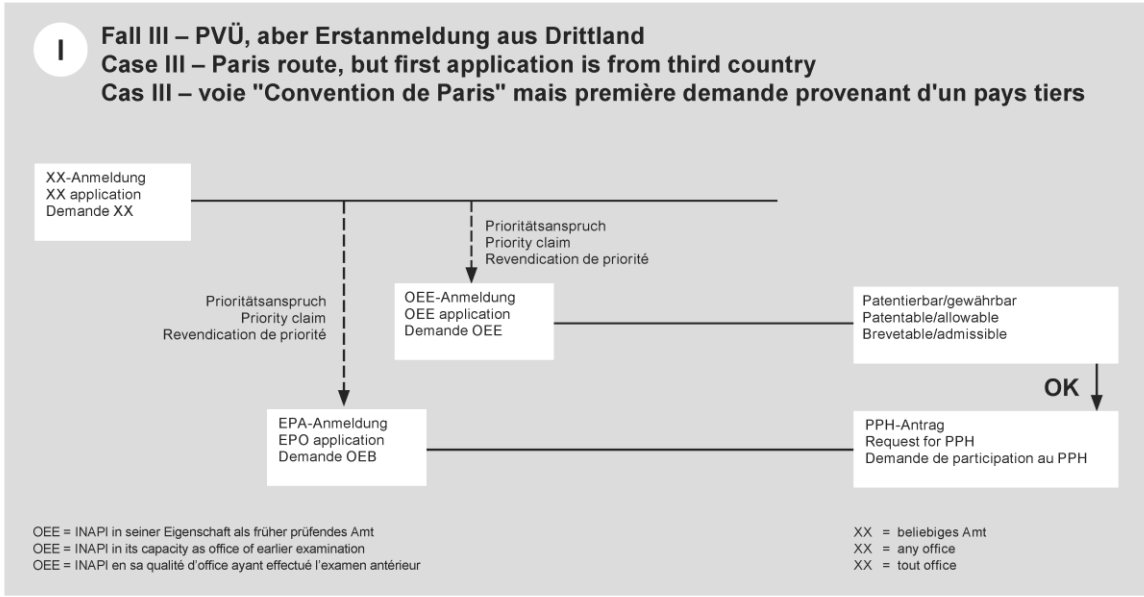 I
Fall III – PVÜ, aber Erstanmeldung aus Drittland
Case III – Paris route, but first application is from third country
Cas III – voie "Convention de Paris" mais première demande provenant d'un pays tiers
XX-Anmeldung
XX application
Demande XX
Prioritätsanspruch
Priority claim
Revendication de priorité
Prioritätsanspruch
Priority claim
Revendication de priorité
OEE-Anmeldung
OEE application
Demande OEE
Patentierbar/gewährbar
Patentable/allowable
Brevetable/admissible
OK
EPA-Anmeldung
EPO application
Demande OEB
PPH-Antrag
Request for PPH
Demande de participation au PPH
OEE = INAPI in seiner Eigenschaft als früher prüfendes Amt
OEE = INAPI in its capacity as office of earlier examination
OEE = INAPI en sa qualité d'office ayant effectué l'examen antérieur
XX = beliebiges Amt
XX = any office
XX = tout office